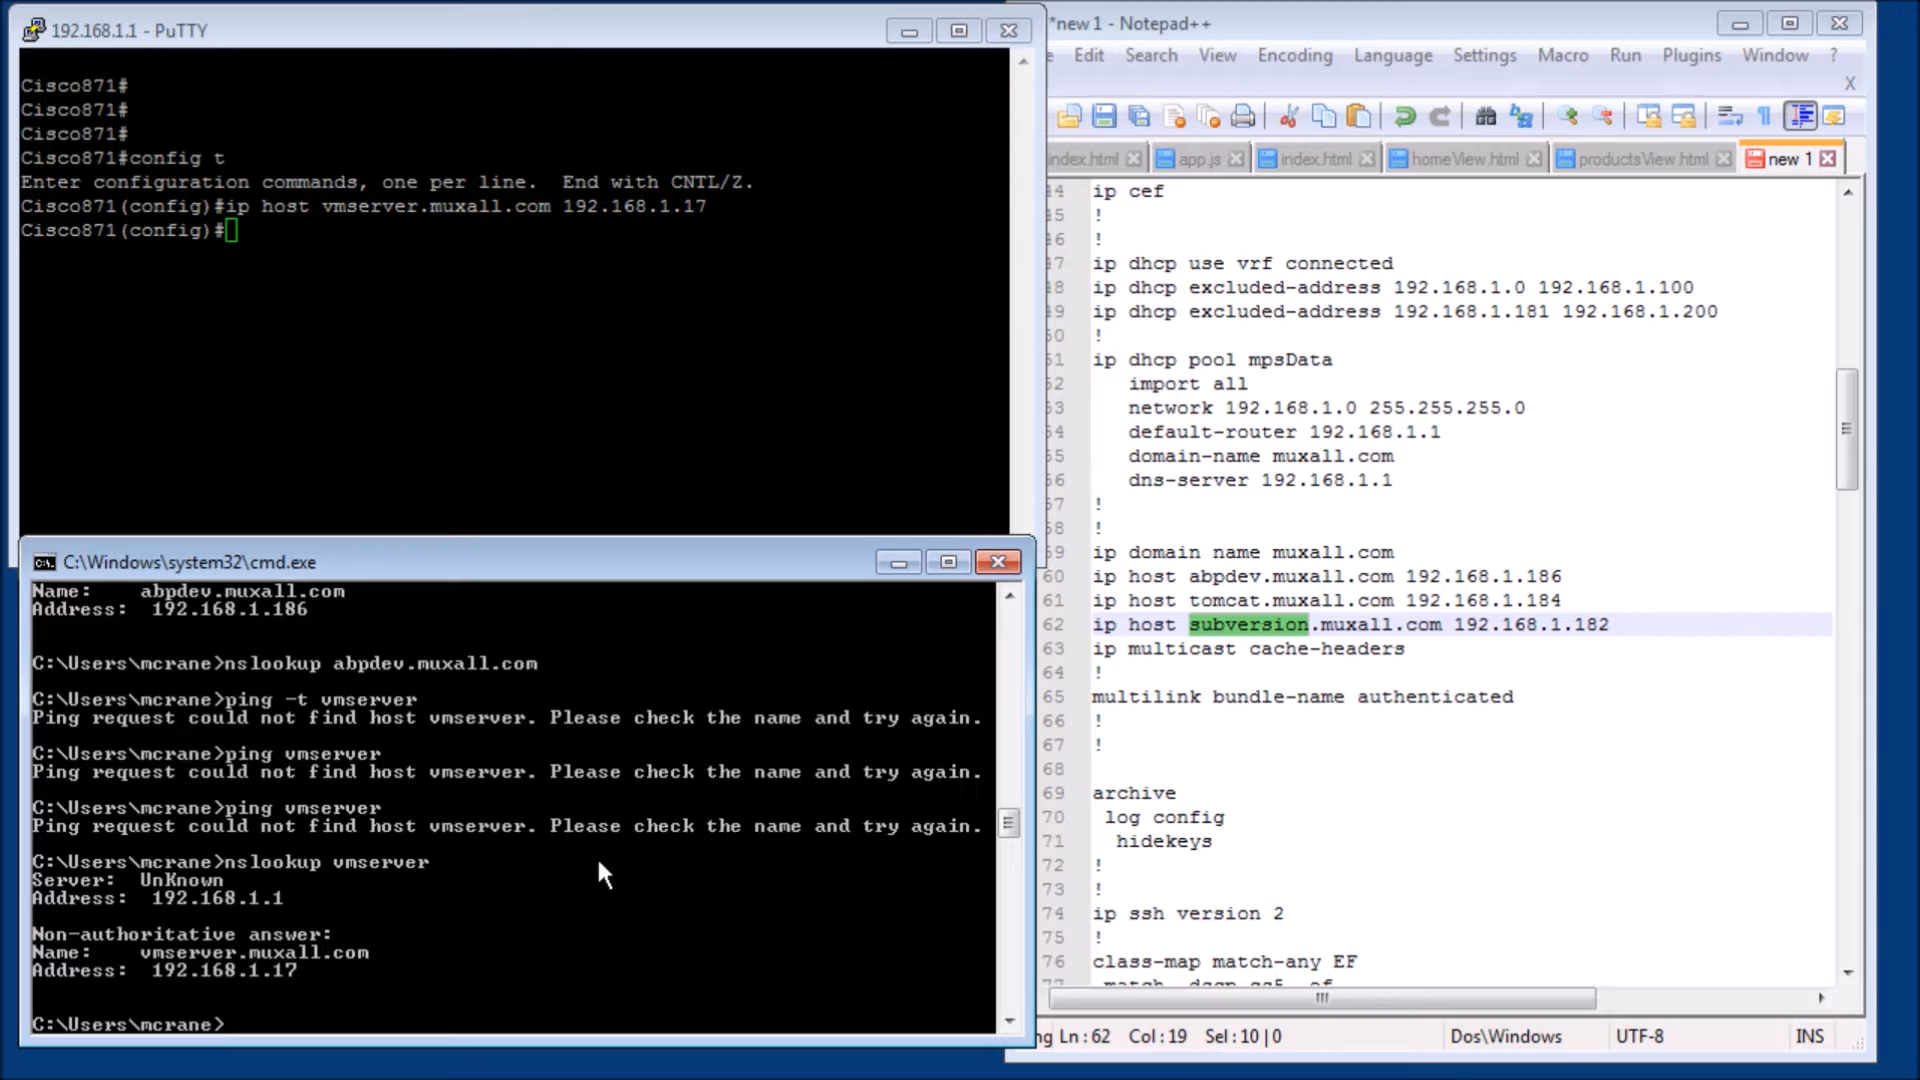 192.168.1.1 - PuTTY
Cisco871#
Cisco871#
Cisco871#
Cisco871#config t
Enter configuration commands, one per line.  End with CNTL/Z.
Cisco871(config)#ip host vmserver.muxall.com 192.168.1.17
Cisco871(config)#
C:\Windows\system32\cmd.exe
Name:    abpdev.muxall.com
Address:  192.168.1.186
C:\Users\mcrane>nslookup abpdev.muxall.com
C:\Users\mcrane>ping -t vmserver
Ping request could not find host vmserver. Please check the name and try again.
C:\Users\mcrane>ping vmserver
Ping request could not find host vmserver. Please check the name and try again.
C:\Users\mcrane>ping vmserver
Ping request could not find host vmserver. Please check the name and try again.
C:\Users\mcrane>nslookup vmserver
Server:  UnKnown
Address:  192.168.1.1
Non-authoritative answer:
Name:    vmserver.muxall.com
Address:  192.168.1.17
C:\Users\mcrane>
*new 1 - Notepad++
Edit Search View Encoding Language Settings Macro Run Plugins Window ?
X
index.html app.js index.html homeView.html productsView.html new 1
44 ip cef
45 !
46 !
47 ip dhcp use vrf connected
48 ip dhcp excluded-address 192.168.1.0 192.168.1.100
49 ip dhcp excluded-address 192.168.1.181 192.168.1.200
50 !
51 ip dhcp pool mpsData
52    import all
53    network 192.168.1.0 255.255.255.0
54    default-router 192.168.1.1
55    domain-name muxall.com
56    dns-server 192.168.1.1
57 !
58 !
59 ip domain name muxall.com
60 ip host abpdev.muxall.com 192.168.1.186
61 ip host tomcat.muxall.com 192.168.1.184
62 ip host subversion.muxall.com 192.168.1.182
63 ip multicast cache-headers
64 !
65 multilink bundle-name authenticated
66 !
67 !
68
69 archive
70  log config
71   hidekeys
72 !
73 !
74 ip ssh version 2
75 !
76 class-map match-any EF
77  match
ng Ln:62 Col:19 Sel:10|0 Dos\Windows UTF-8 INS